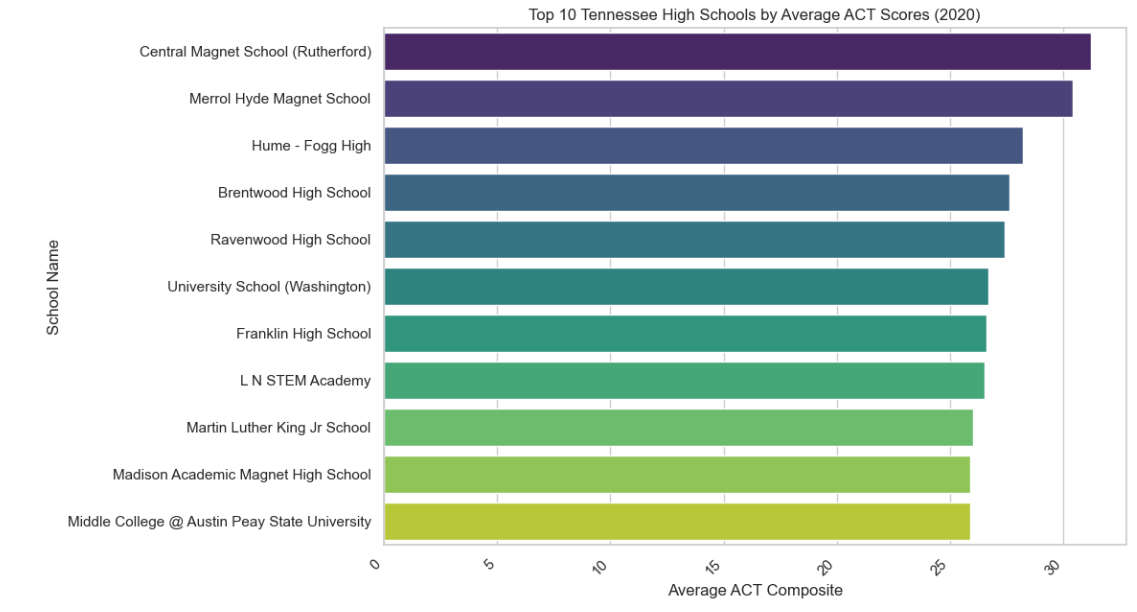 Top 10 Tennessee High Schools by Average ACT Scores (2020)
School Name
Central Magnet School (Rutherford)
Merrol Hyde Magnet School
Hume - Fogg High
Brentwood High School
Ravenwood High School
University School (Washington)
Franklin High School
L N STEM Academy
Martin Luther King Jr School
Madison Academic Magnet High School
Middle College @ Austin Peay State University
0 5 10 15 20 25 30
Average ACT Composite